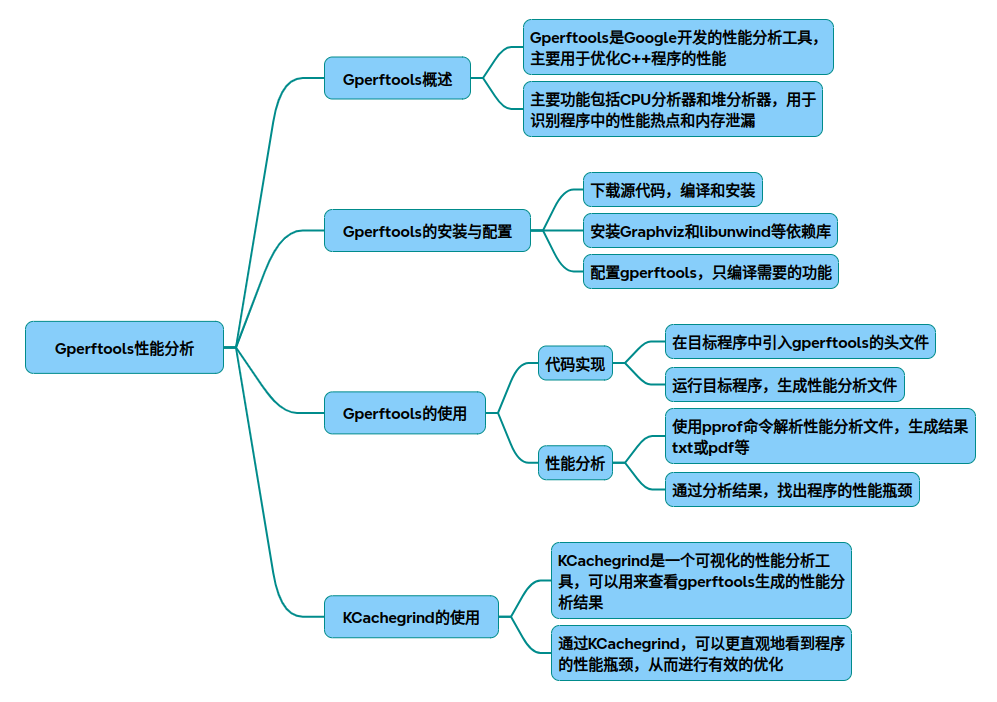 Gperftools性能分析
Gperftools概述
Gperftools是Google开发的性能分析工具，
主要用于优化C++程序的性能
主要功能包括CPU分析器和堆分析器，用于
识别程序中的性能热点和内存泄漏
Gperftools的安装与配置
下载源代码，编译和安装
安装Graphviz和libunwind等依赖库
配置gperftools，只编译需要的功能
Gperftools的使用
代码实现
在目标程序中引入gperftools的头文件
运行目标程序，生成性能分析文件
性能分析
使用pprof命令解析性能分析文件，生成结果
txt或pdf等
通过分析结果，找出程序的性能瓶颈
KCachegrind的使用
KCachegrind是一个可视化的性能分析工
具，可以用来查看gperftools生成的性能分
析结果
通过KCachegrind，可以更直观地看到程序
的性能瓶颈，从而进行有效的优化